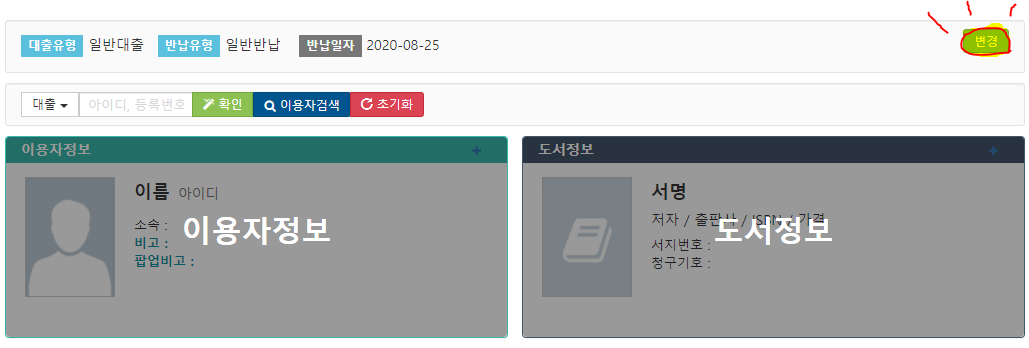 대출유형 일반대출 반납유형 일반반납 반납일자 2020-08-25 변경
대출 아이디, 등록번호 확인 이용자검색 초기화
이용자정보 도서정보
이름 아이디 서명
소속 : 저자 / 출판사 / ISBN / 가격
이용자정보 도서정보
비고 : 서지번호 :
팝업비고 : 청구기호 :